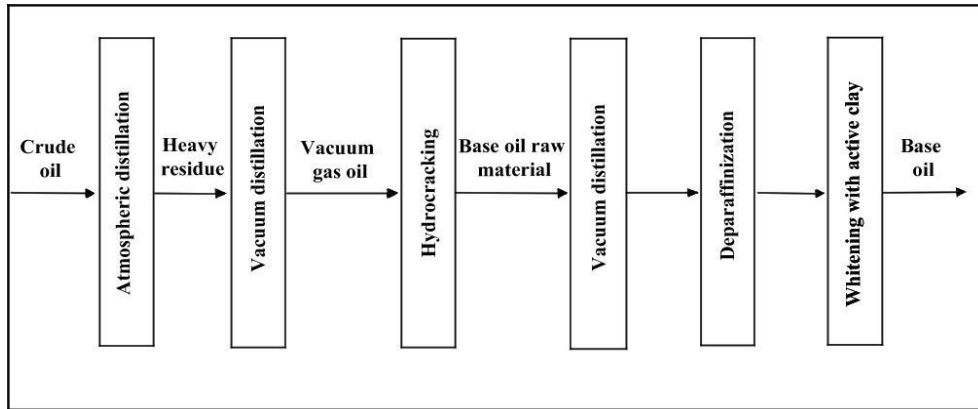 Crude
oil
Atmospheric distillation
Heavy
residue
Vacuum distillation
Vacuum
gas oil
Hydrocracking
Base oil raw
material
Vacuum distillation
Deparaffinization
Whitening with active clay
Base
oil